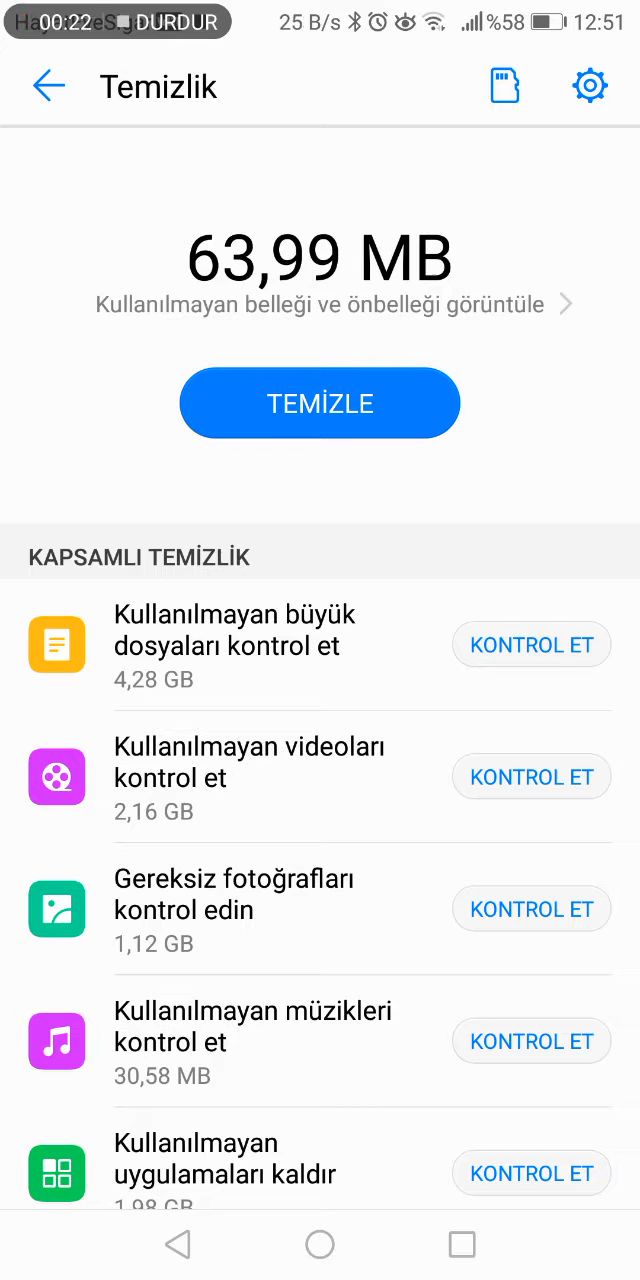 00:22 DURDUR 25 B/s %58 12:51
Temizlik
63,99 MB
Kullanılmayan belleği ve önbelleği görüntüle
TEMİZLE
KAPSAMLI TEMİZLİK
Kullanılmayan büyük
dosyaları kontrol et
KONTROL ET
4,28 GB
Kullanılmayan videoları
kontrol et
KONTROL ET
2,16 GB
Gereksiz fotoğrafları
kontrol edin
KONTROL ET
1,12 GB
Kullanılmayan müzikleri
kontrol et
KONTROL ET
30,58 MB
Kullanılmayan
uygulamaları kaldır
KONTROL ET
1,98 GB